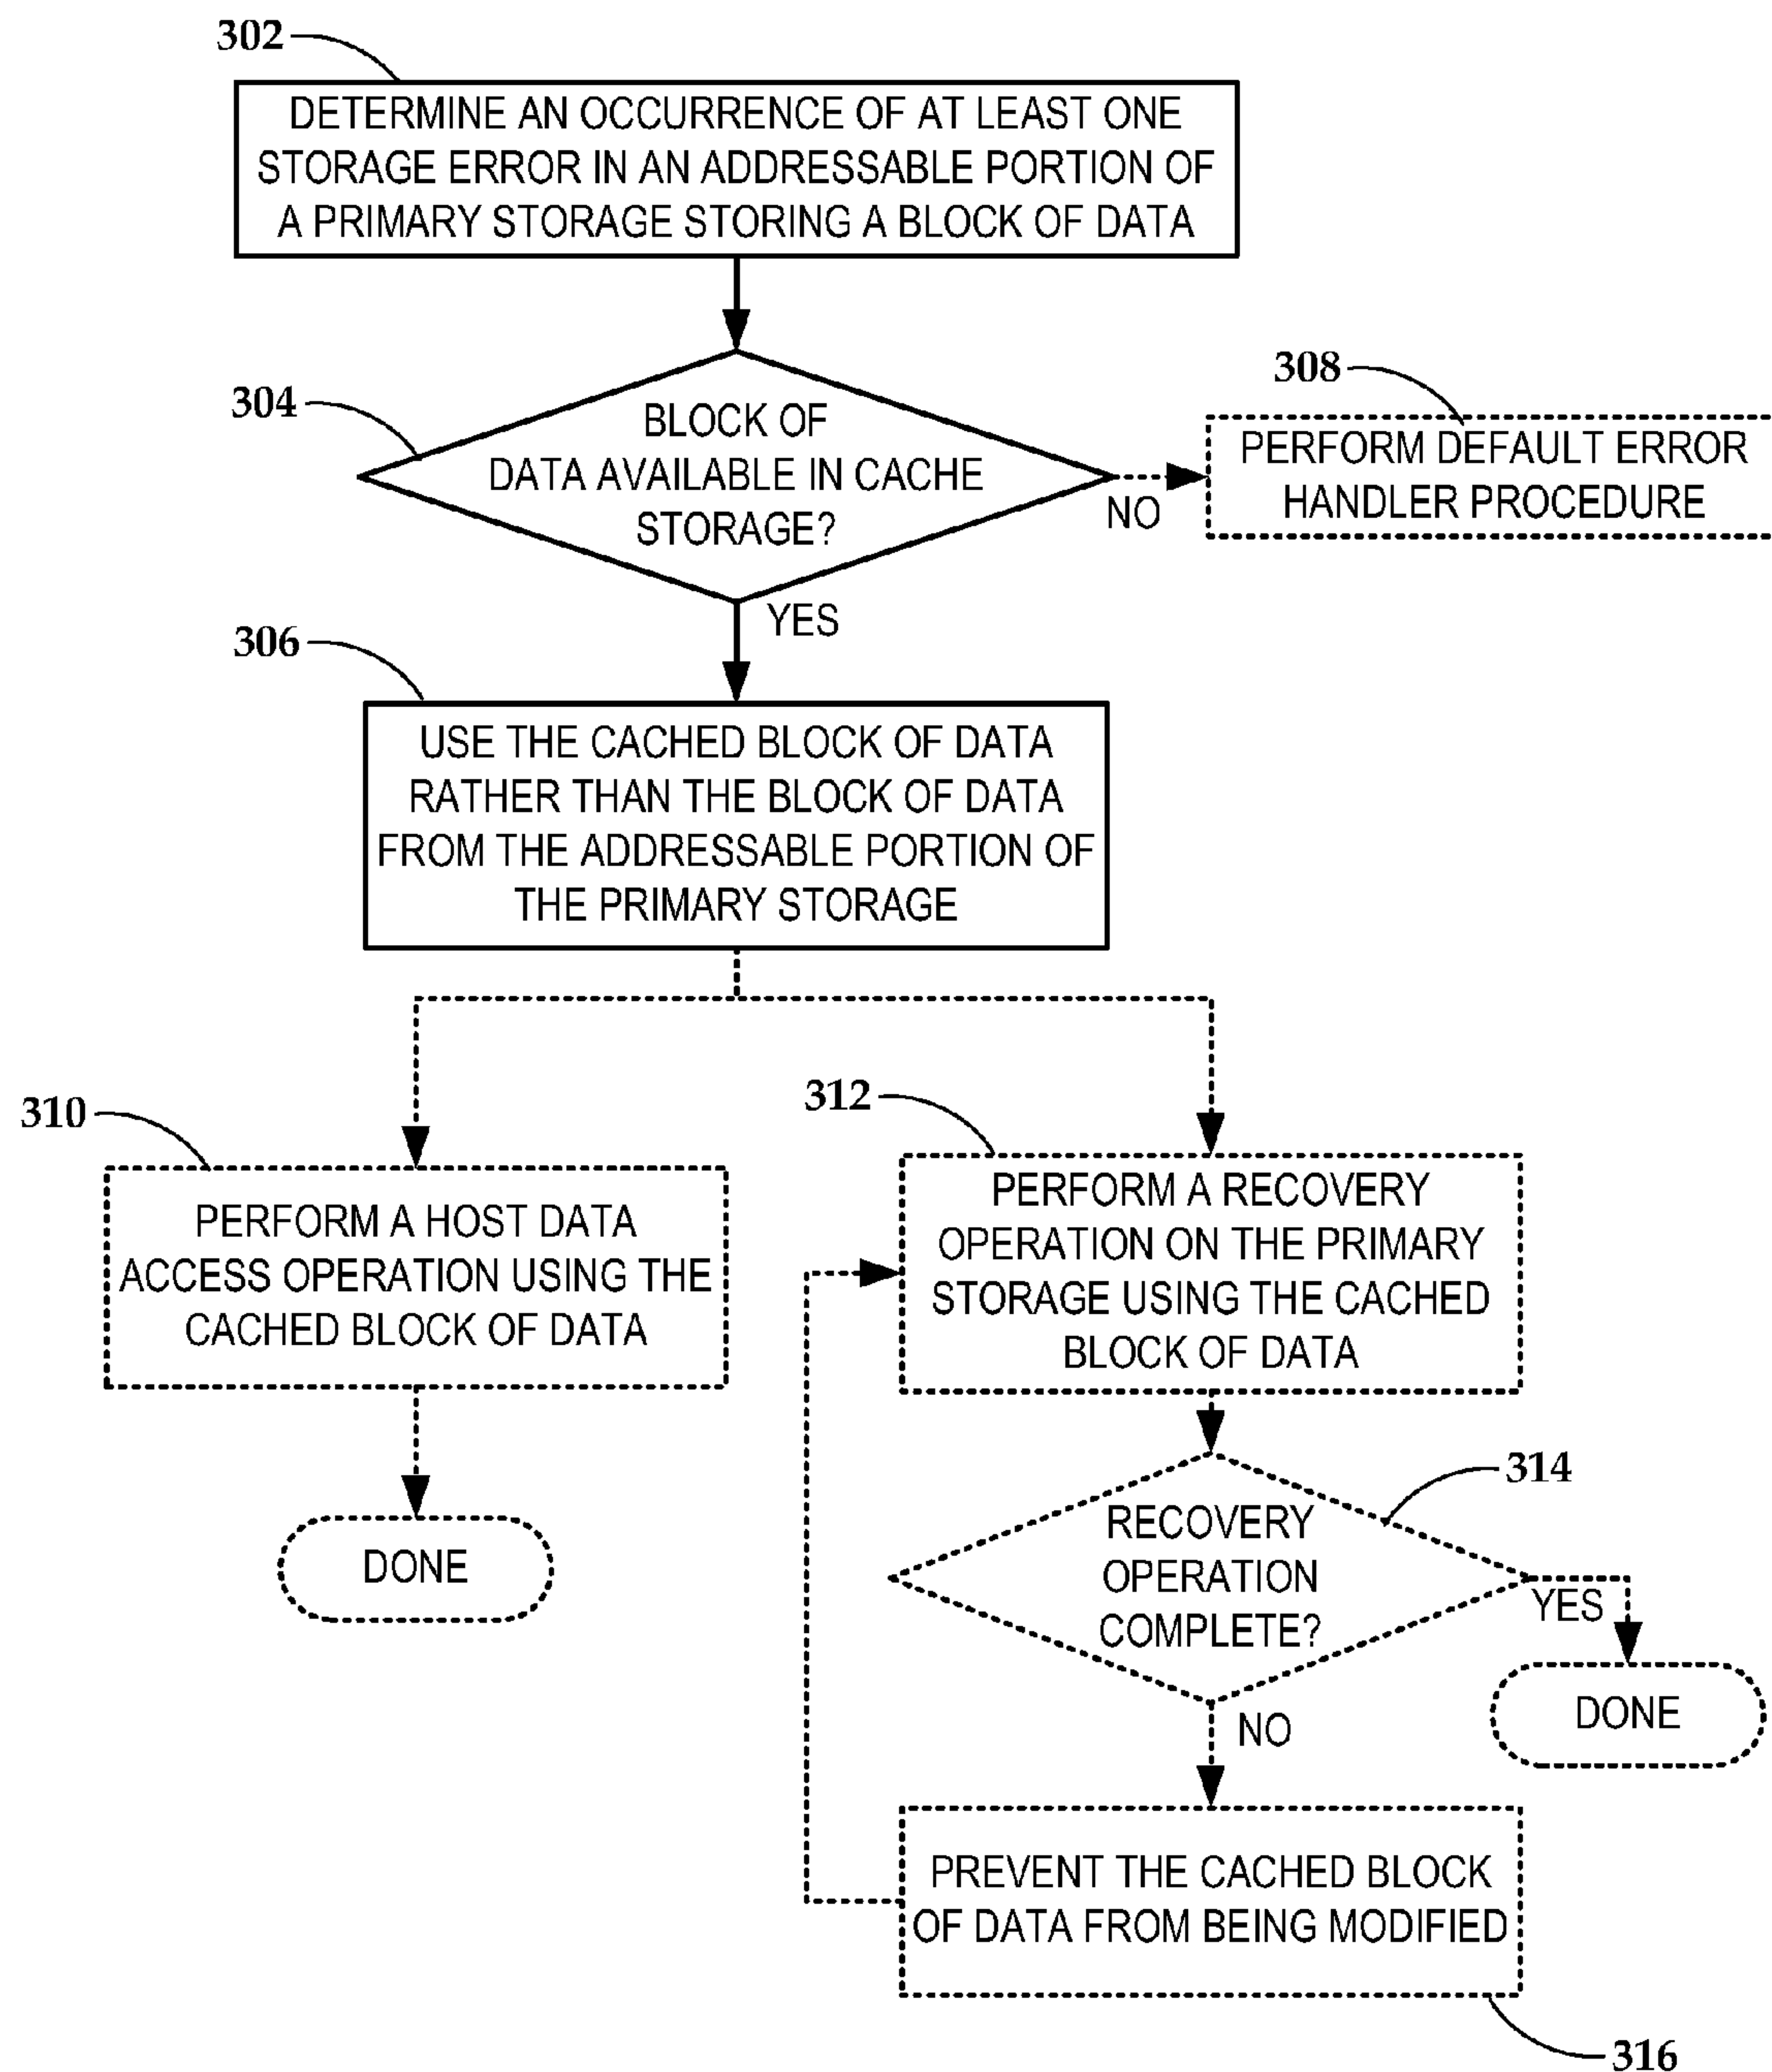 302
DETERMINE AN OCCURRENCE OF AT LEAST ONE
STORAGE ERROR IN AN ADDRESSABLE PORTION OF
A PRIMARY STORAGE STORING A BLOCK OF DATA
304
BLOCK OF
DATA AVAILABLE IN CACHE
STORAGE?
NO
308
PERFORM DEFAULT ERROR
HANDLER PROCEDURE
YES
306
USE THE CACHED BLOCK OF DATA
RATHER THAN THE BLOCK OF DATA
FROM THE ADDRESSABLE PORTION OF
THE PRIMARY STORAGE
310
PERFORM A HOST DATA
ACCESS OPERATION USING THE
CACHED BLOCK OF DATA
DONE
312
PERFORM A RECOVERY
OPERATION ON THE PRIMARY
STORAGE USING THE CACHED
BLOCK OF DATA
314
RECOVERY
OPERATION
COMPLETE?
YES
DONE
NO
PREVENT THE CACHED BLOCK
OF DATA FROM BEING MODIFIED
316